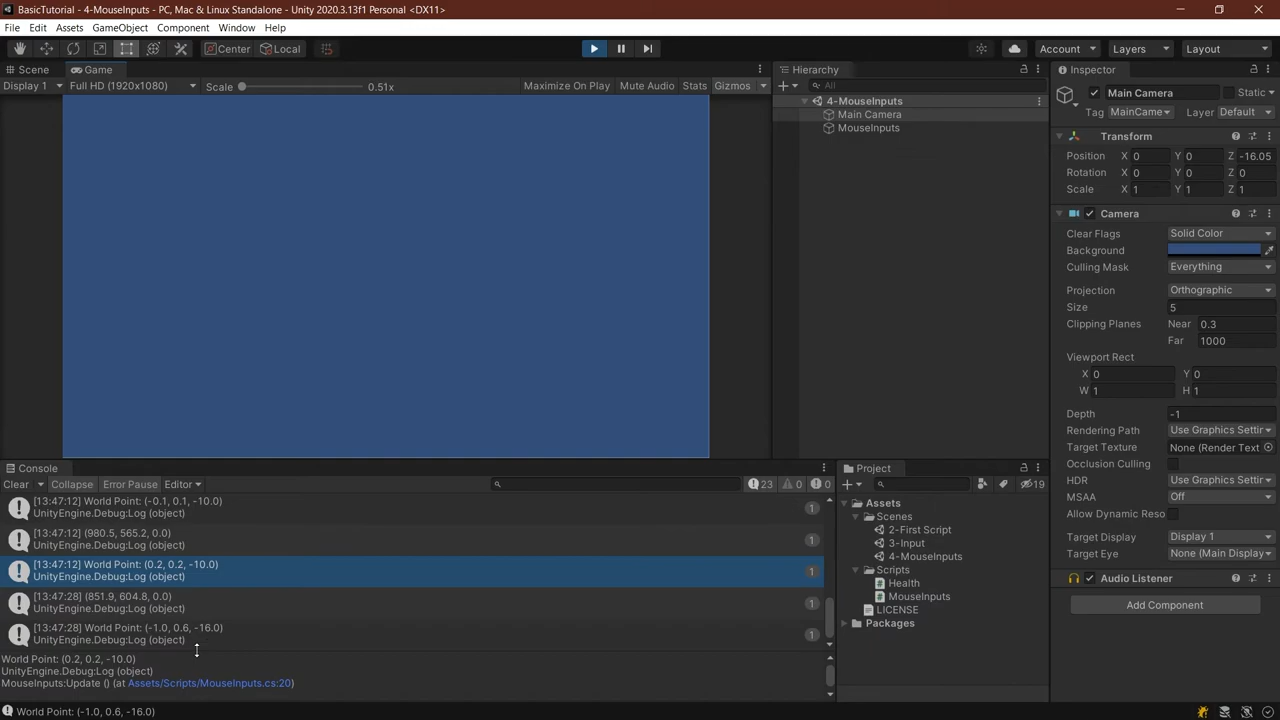 BasicTutorial - 4-MouseInputs - PC, Mac & Linux Standalone - Unity 2020.3.13f1 Personal <DX11>
File Edit Assets GameObject Component Window Help
Center Local Account Layers Layout
Scene Game
Display 1 Full HD (1920x1080) Scale 0.51x Maximize On Play Mute Audio Stats Gizmos
Hierarchy
All
4-MouseInputs
Main Camera
MouseInputs
Inspector
Main Camera Static
Tag MainCame Layer Default
Transform
Position X 0 Y 0 Z -16.05
Rotation X 0 Y 0 Z 0
Scale X 1 Y 1 Z 1
Camera
Clear Flags Solid Color
Background
Culling Mask Everything
Projection Orthographic
Size 5
Clipping Planes Near 0.3
Far 1000
Viewport Rect
X 0 Y 0
W 1 H 1
Depth -1
Rendering Path Use Graphics Settir
Target Texture None (Render Text
Occlusion Culling
HDR Use Graphics Settir
MSAA Off
Allow Dynamic Reso
Target Display Display 1
Target Eye None (Main Display
Audio Listener
Add Component
Console
Clear Collapse Error Pause Editor 23 0 0
[13:47:12] World Point: (-0.1, 0.1, -10.0)
UnityEngine.Debug:Log (object) 1
[13:47:12] (980.5, 565.2, 0.0)
UnityEngine.Debug:Log (object) 1
[13:47:12] World Point: (0.2, 0.2, -10.0)
UnityEngine.Debug:Log (object) 1
[13:47:28] (851.9, 604.8, 0.0)
UnityEngine.Debug:Log (object) 1
[13:47:28] World Point: (-1.0, 0.6, -16.0)
UnityEngine.Debug:Log (object) 1
World Point: (0.2, 0.2, -10.0)
UnityEngine.Debug:Log (object)
MouseInputs:Update () (at Assets/Scripts/MouseInputs.cs:20)
Project
19
Assets
Scenes
2-First Script
3-Input
4-MouseInputs
Scripts
Health
MouseInputs
LICENSE
Packages
World Point: (-1.0, 0.6, -16.0)